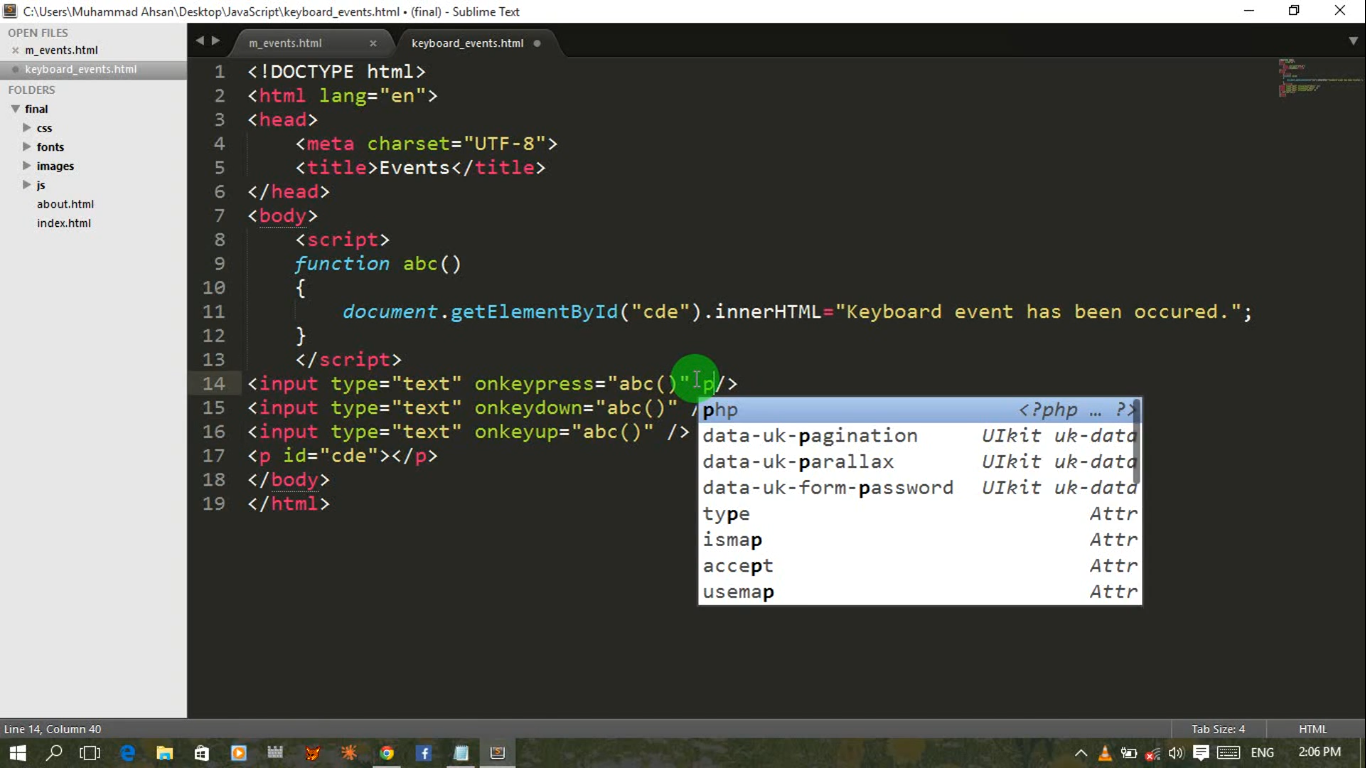 C:\Users\Muhammad Ahsan\Desktop\JavaScript\keyboard_events.html • (final) - Sublime Text
OPEN FILES
m_events.html
keyboard_events.html
FOLDERS
final
css
fonts
images
js
about.html
index.html
m_events.html
keyboard_events.html
1 <!DOCTYPE html>
2 <html lang="en">
3 <head>
4 <meta charset="UTF-8">
5 <title>Events</title>
6 </head>
7 <body>
8 <script>
9 function abc()
10 {
11 document.getElementById("cde").innerHTML="Keyboard event has been occured.";
12 }
13 </script>
14 <input type="text" onkeypress="abc()" p/>
15 <input type="text" onkeydown="abc()" /
16 <input type="text" onkeyup="abc()" />
17 <p id="cde"></p>
18 </body>
19 </html>
php <?php … ?>
data-uk-pagination UIkit uk-data
data-uk-parallax UIkit uk-data
data-uk-form-password UIkit uk-data
type Attr
ismap Attr
accept Attr
usemap Attr
Line 14, Column 40
Tab Size: 4
HTML
ENG
2:06 PM